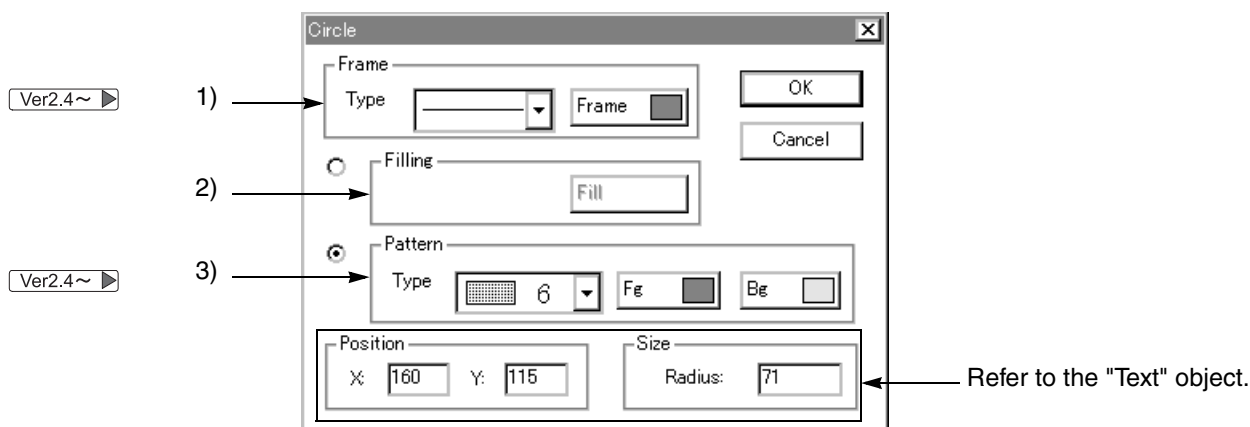 Circle
Frame
Ver2.4~ 1) Type Frame OK
Cancel
Filling
2) Fill
Pattern
Ver2.4~ 3) Type 6 Fg Bg
Position Size
X: 160 Y: 115 Radius: 71 Refer to the "Text" object.